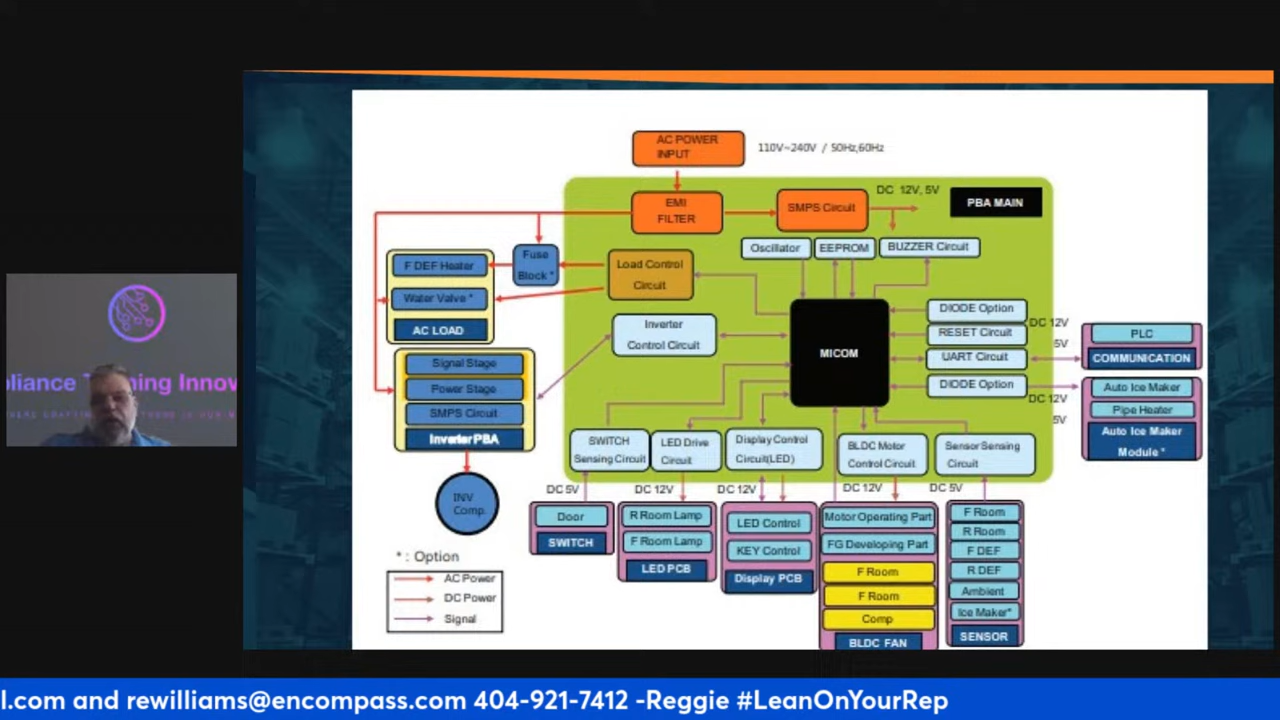 AC POWER
INPUT
110V~240V / 50Hz,60Hz
EMI
FILTER
SMPS Circuit
DC 12V, 5V
PBA MAIN
Oscillator
EEPROM
BUZZER Circuit
Fuse
Block *
F DEF Heater
Water Valve *
AC LOAD
Load Control
Circuit
Inverter
Control Circuit
MICOM
DIODE Option
RESET Circuit
UART Circuit
DIODE Option
DC 12V
5V
PLC
COMMUNICATION
DC 12V
5V
Auto Ice Maker
Pipe Heater
Auto Ice Maker
Module *
Signal Stage
Power Stage
SMPS Circuit
Inverter PBA
INV
Comp
SWITCH
Sensing Circuit
LED Drive
Circuit
Display Control
Circuit(LED)
BLDC Motor
Control Circuit
Sensor Sensing
Circuit
DC 5V
DC 12V
DC 12V
DC 12V
DC 5V
Door
SWITCH
R Room Lamp
F Room Lamp
LED PCB
LED Control
KEY Control
Display PCB
Motor Operating Part
FG Developing Part
F Room
F Room
Comp
BLDC FAN
F Room
R Room
F DEF
R DEF
Ambient
Ice Maker*
SENSOR
* : Option
AC Power
DC Power
Signal
l.com and rewilliams@encompass.com 404-921-7412 -Reggie #LeanOnYourRep